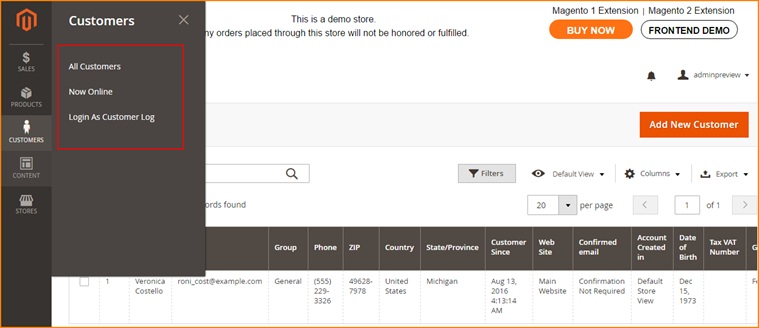 Customers
All Customers
Now Online
Login As Customer Log
SALES
PRODUCTS
CUSTOMERS
CONTENT
STORES
This is a demo store.
ny orders placed through this store will not be honored or fulfilled.
Magento 1 Extension | Magento 2 Extension
BUY NOW FRONTEND DEMO
adminpreview
Add New Customer
Filters Default View Columns Export
ords found
20 per page 1 of 1
Group Phone ZIP Country State/Province Customer Since Web Site Confirmed email Account Created in Date of Birth Tax VAT Number G
1 Veronica Costello roni_cost@example.com General (555) 229-3326 49628-7978 United States Michigan Aug 13, 2016 4:13:14 AM Main Website Confirmation Not Required Default Store View Dec 15, 1973 Fe